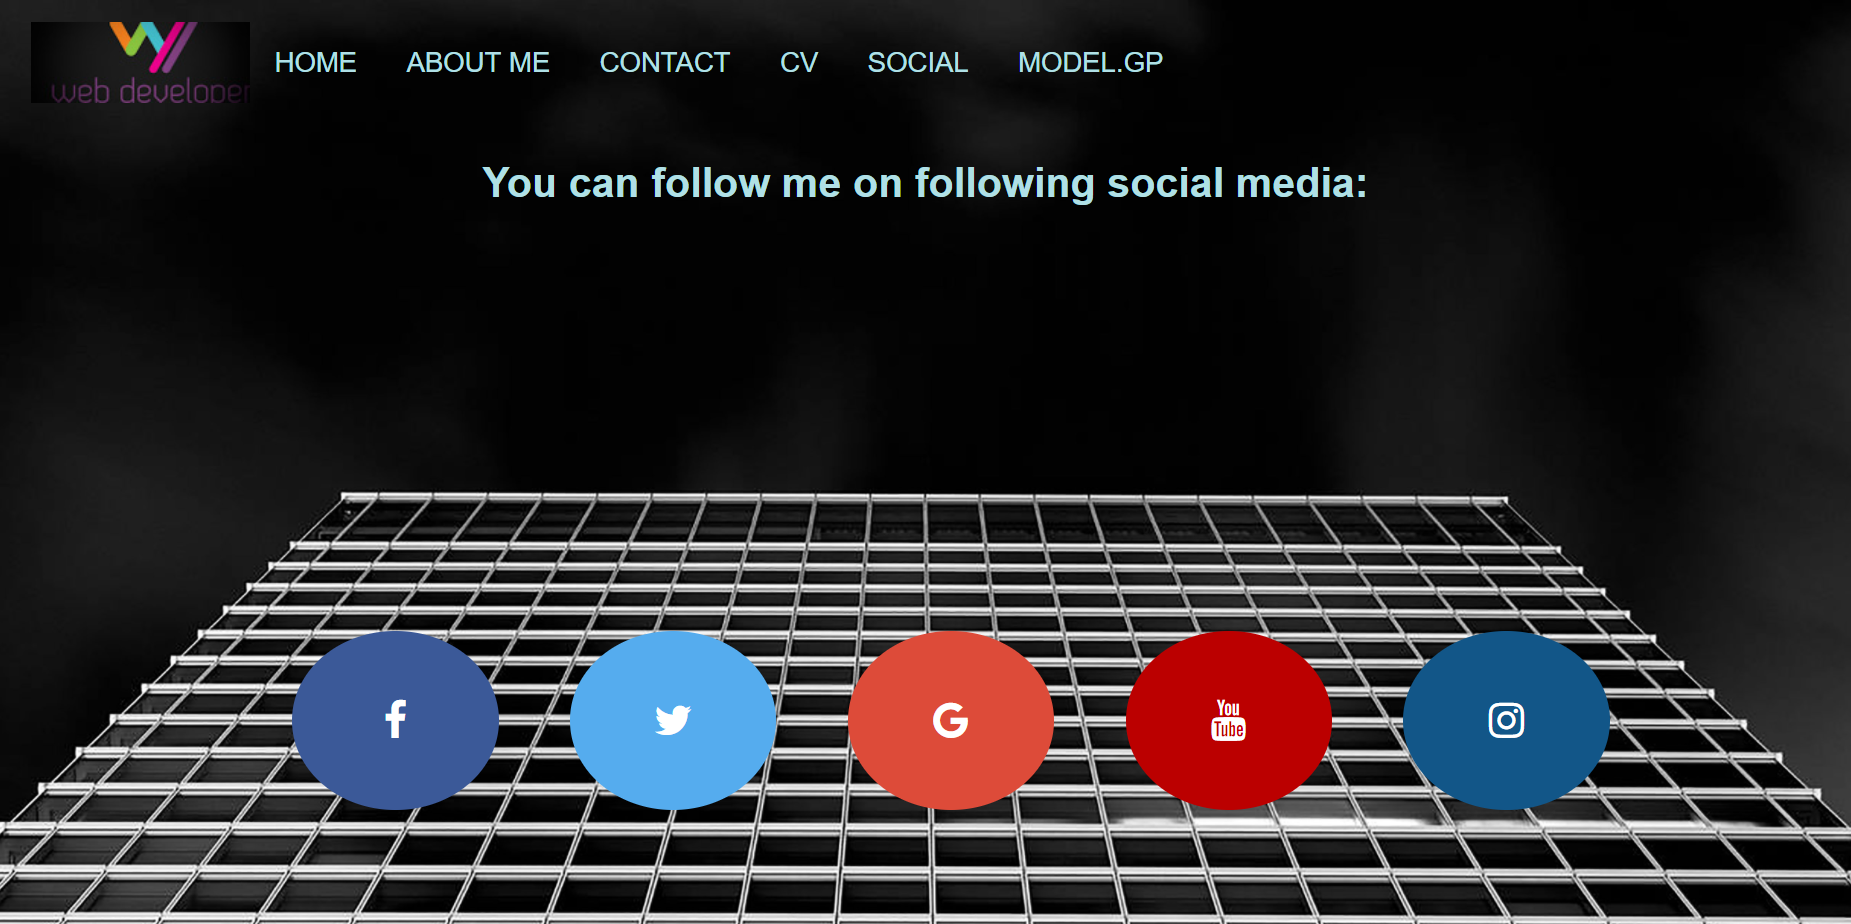 web developer
HOME ABOUT ME CONTACT CV SOCIAL MODEL.GP
You can follow me on following social media:
You
Tube